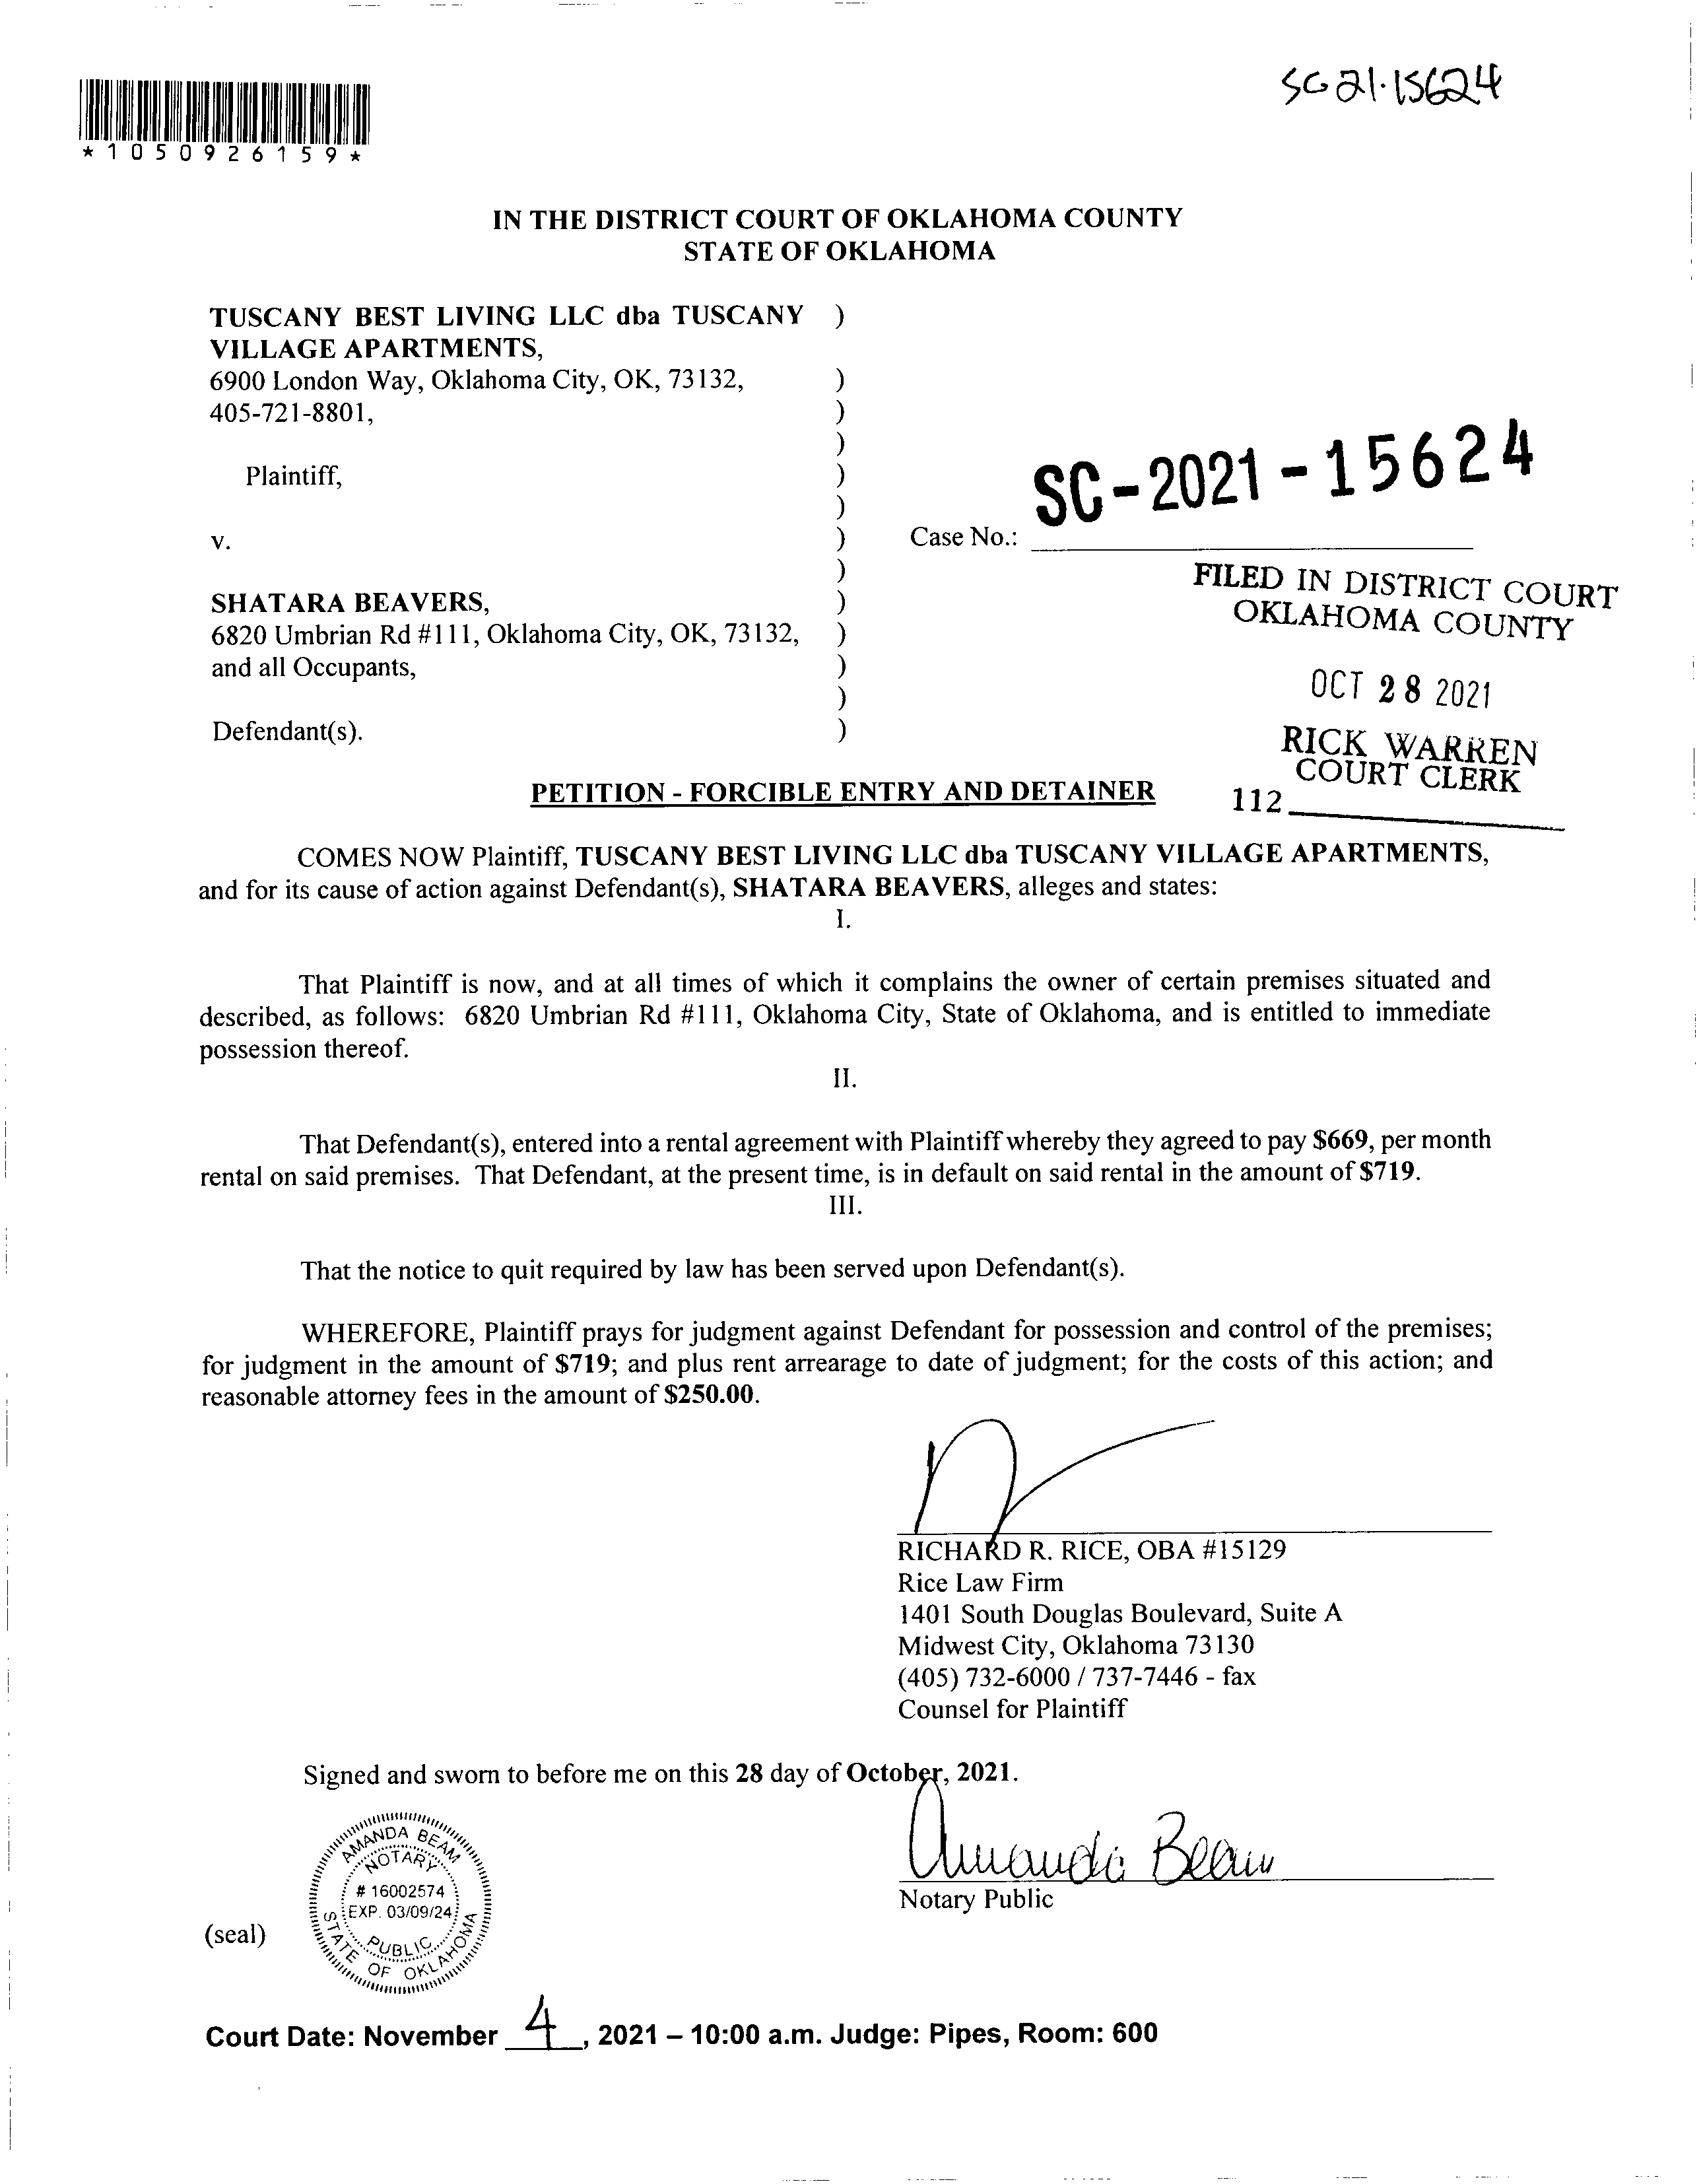 SC 21-15624
*1050926159*
IN THE DISTRICT COURT OF OKLAHOMA COUNTY
STATE OF OKLAHOMA
TUSCANY BEST LIVING LLC dba TUSCANY )
VILLAGE APARTMENTS,
6900 London Way, Oklahoma City, OK, 73132, )
405-721-8801, )
)
Plaintiff, )
)
v. )
)
SHATARA BEAVERS, )
6820 Umbrian Rd #111, Oklahoma City, OK, 73132, )
and all Occupants, )
)
Defendant(s). )
Case No.: SC-2021-15624
FILED IN DISTRICT COURT
OKLAHOMA COUNTY
OCT 28 2021
RICK WARREN
COURT CLERK
112
PETITION - FORCIBLE ENTRY AND DETAINER
COMES NOW Plaintiff, TUSCANY BEST LIVING LLC dba TUSCANY VILLAGE APARTMENTS,
and for its cause of action against Defendant(s), SHATARA BEAVERS, alleges and states:
I.
That Plaintiff is now, and at all times of which it complains the owner of certain premises situated and
described, as follows: 6820 Umbrian Rd #111, Oklahoma City, State of Oklahoma, and is entitled to immediate
possession thereof.
II.
That Defendant(s), entered into a rental agreement with Plaintiff whereby they agreed to pay $669, per month
rental on said premises. That Defendant, at the present time, is in default on said rental in the amount of $719.
III.
That the notice to quit required by law has been served upon Defendant(s).
WHEREFORE, Plaintiff prays for judgment against Defendant for possession and control of the premises;
for judgment in the amount of $719; and plus rent arrearage to date of judgment; for the costs of this action; and
reasonable attorney fees in the amount of $250.00.
RICHARD R. RICE, OBA #15129
Rice Law Firm
1401 South Douglas Boulevard, Suite A
Midwest City, Oklahoma 73130
(405) 732-6000 / 737-7446 - fax
Counsel for Plaintiff
Signed and sworn to before me on this 28 day of October, 2021.
Amanda Beam
Notary Public
(seal)
AMANDA BEAM
NOTARY
# 16002574
EXP. 03/09/24
PUBLIC
STATE OF OKLAHOMA
Court Date: November 4, 2021 – 10:00 a.m. Judge: Pipes, Room: 600